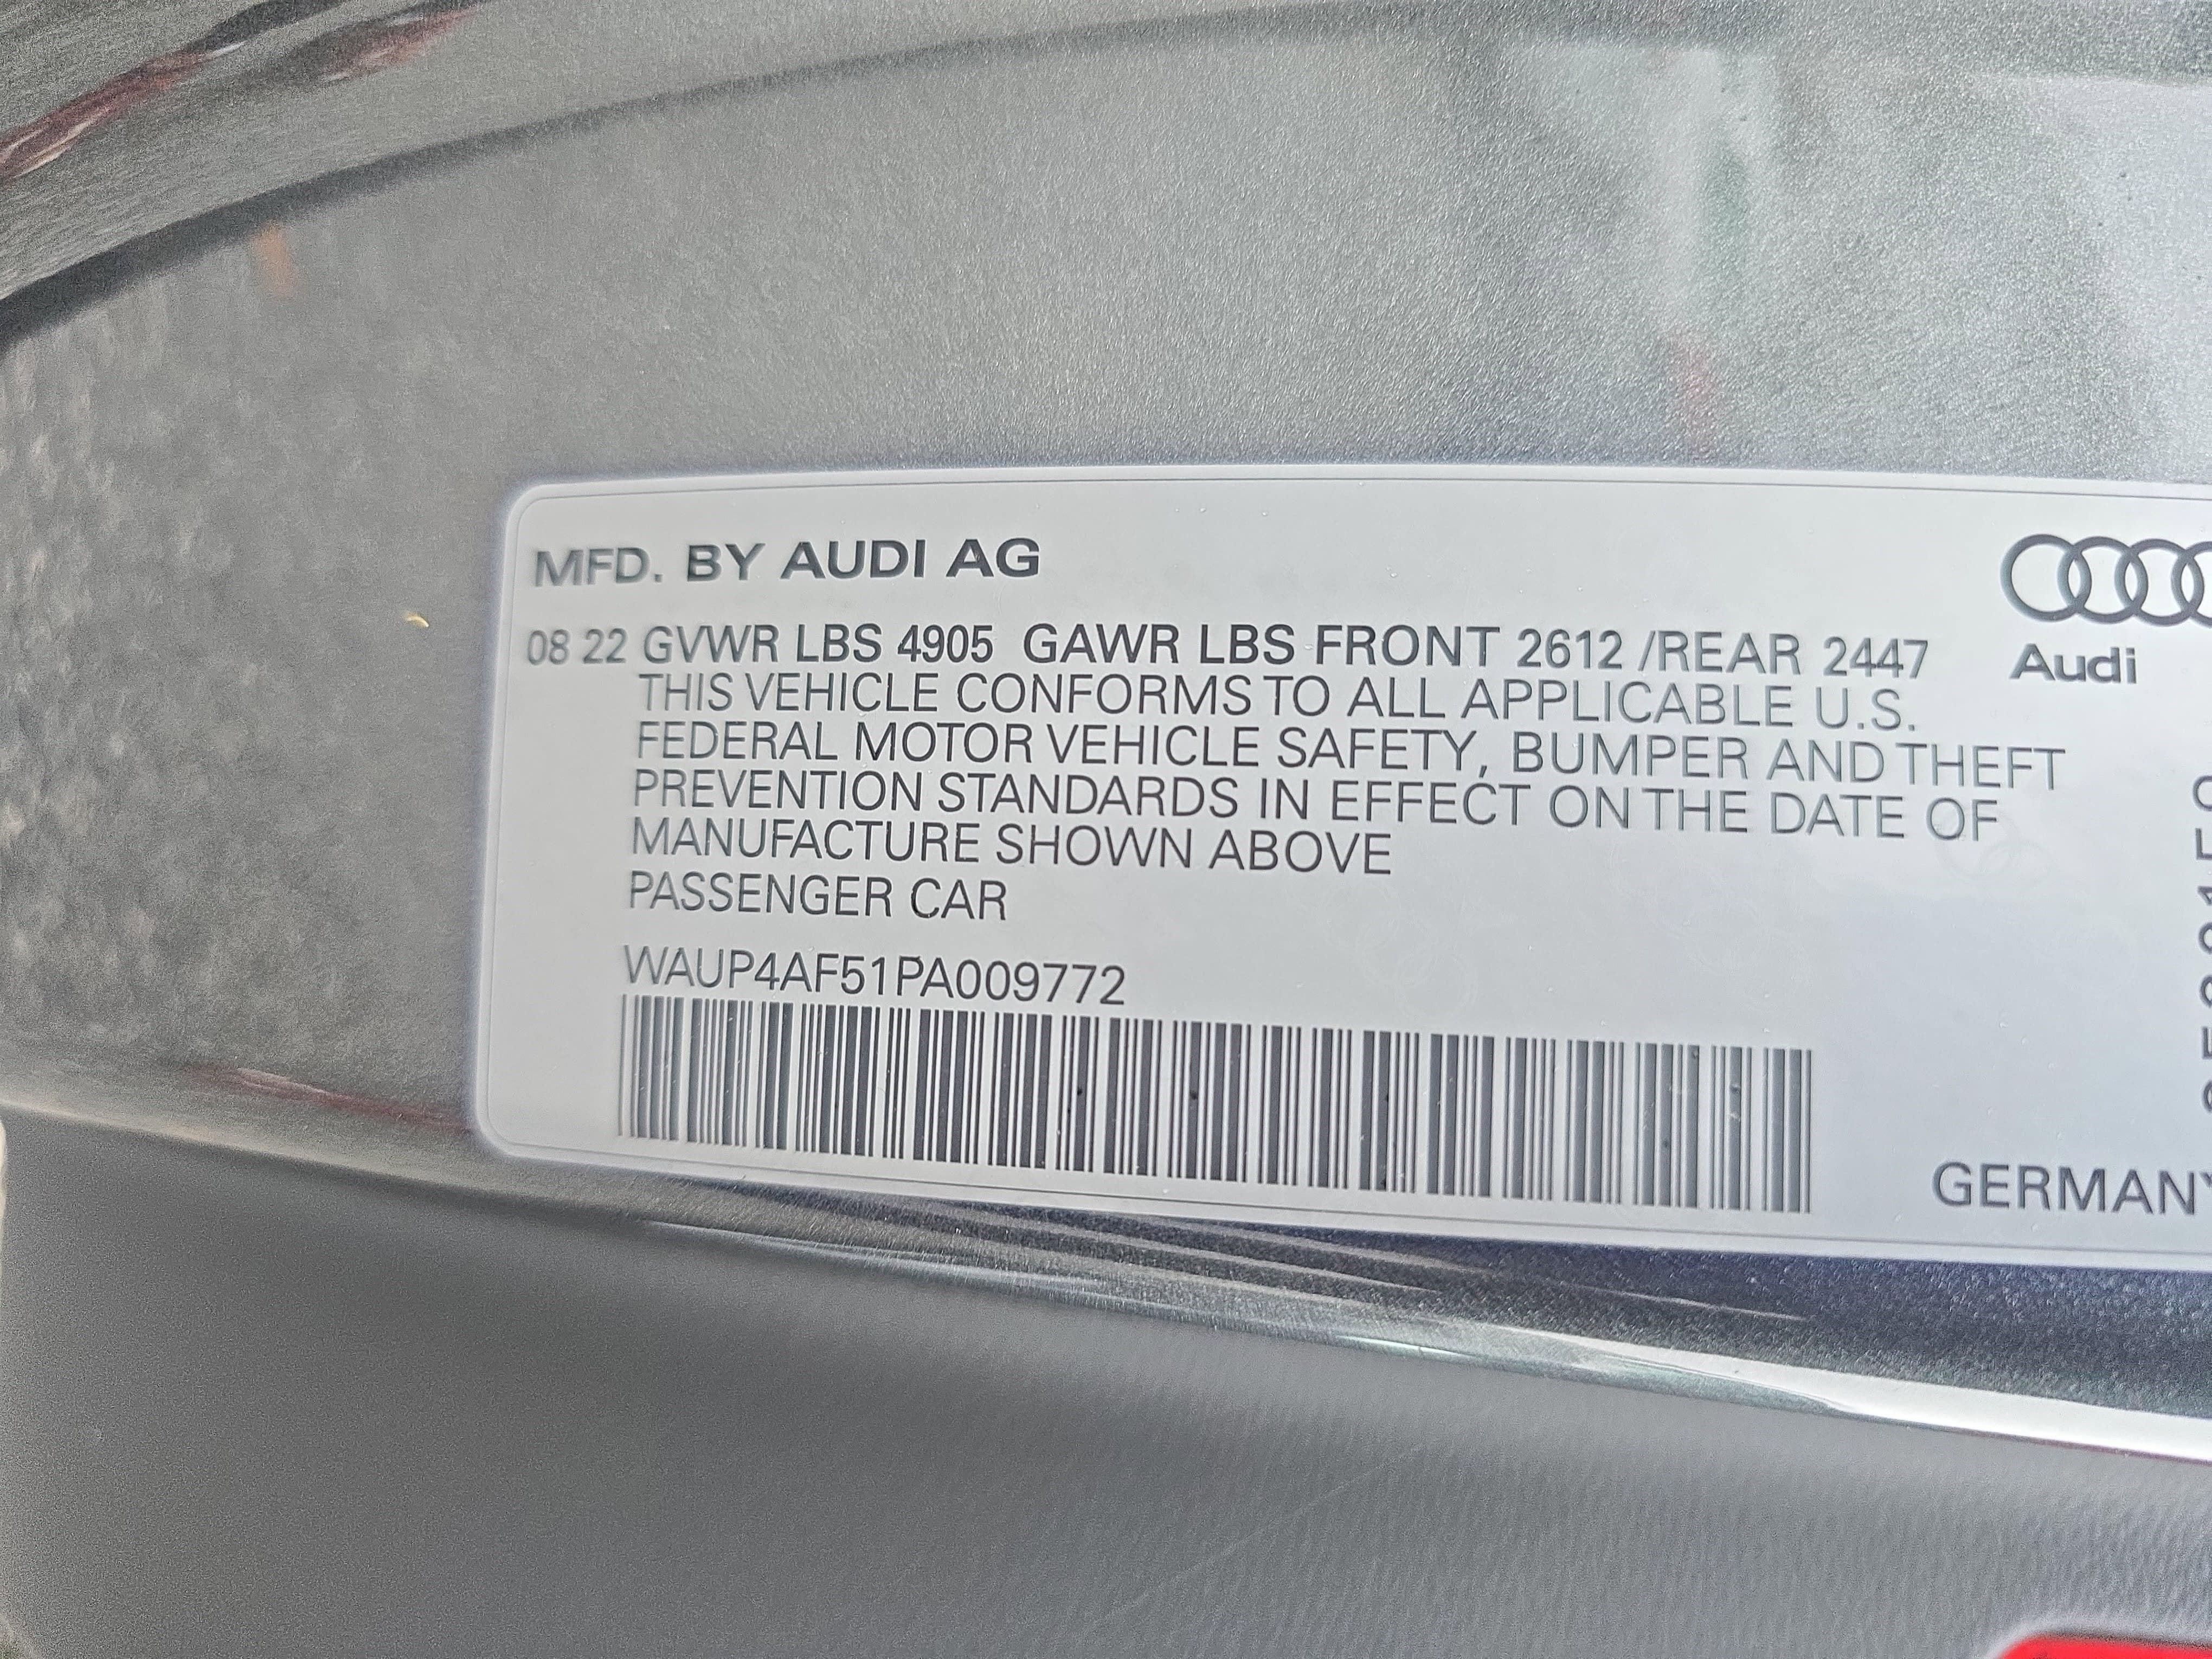 MFD. BY AUDI AG
08 22 GVWR LBS 4905 GAWR LBS FRONT 2612 /REAR 2447
THIS VEHICLE CONFORMS TO ALL APPLICABLE U.S.
FEDERAL MOTOR VEHICLE SAFETY, BUMPER AND THEFT
PREVENTION STANDARDS IN EFFECT ON THE DATE OF
MANUFACTURE SHOWN ABOVE
PASSENGER CAR
WAUP4AF51PA009772
Audi
GERMANY